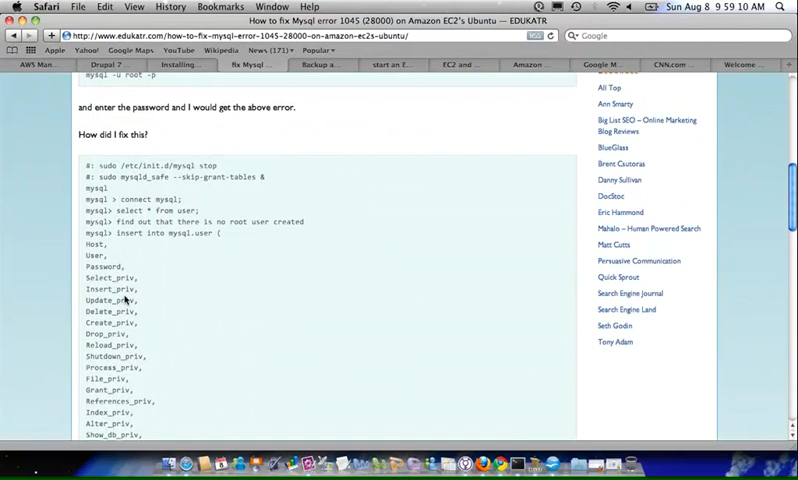 Safari File Edit View History Bookmarks Window Help Sun Aug 8 9:59:10 AM
How to fix Mysql error 1045 (28000) on Amazon EC2's Ubuntu — EDUKATR
http://www.edukatr.com/how-to-fix-mysql-error-1045-28000-on-amazon-ec2s-ubuntu/ RSS Google
Apple Yahoo! Google Maps YouTube Wikipedia News (171) Popular
AWS Man... Drupal 7 ... Installing... fix Mysql ... Backup a... start an E... EC2 and ... Amazon ... Google M... CNN.com ... Welcome ...
mysql -u root -p
and enter the password and I would get the above error.
How did I fix this?
#: sudo /etc/init.d/mysql stop
#: sudo mysqld_safe --skip-grant-tables &
mysql
mysql > connect mysql;
mysql> select * from user;
mysql> find out that there is no root user created
mysql> insert into mysql.user (
Host,
User,
Password,
Select_priv,
Insert_priv,
Update_priv,
Delete_priv,
Create_priv,
Drop_priv,
Reload_priv,
Shutdown_priv,
Process_priv,
File_priv,
Grant_priv,
References_priv,
Index_priv,
Alter_priv,
Show_db_priv,
All Top
Ann Smarty
Big List SEO – Online Marketing
Blog Reviews
BlueGlass
Brent Csutoras
Danny Sullivan
DocStoc
Eric Hammond
Mahalo – Human Powered Search
Matt Cutts
Persuasive Communication
Quick Sprout
Search Engine Journal
Search Engine Land
Seth Godin
Tony Adam